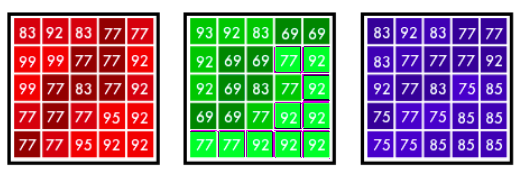 83 92 83 77 77
99 99 77 77 92
99 77 83 77 92
77 77 77 95 92
77 77 95 92 92
93 92 83 69 69
92 69 69 77 92
92 69 83 77 92
69 69 77 92 92
77 77 92 92 92
83 92 83 77 77
83 77 77 77 92
92 77 83 75 85
75 77 75 85 85
75 75 85 85 85